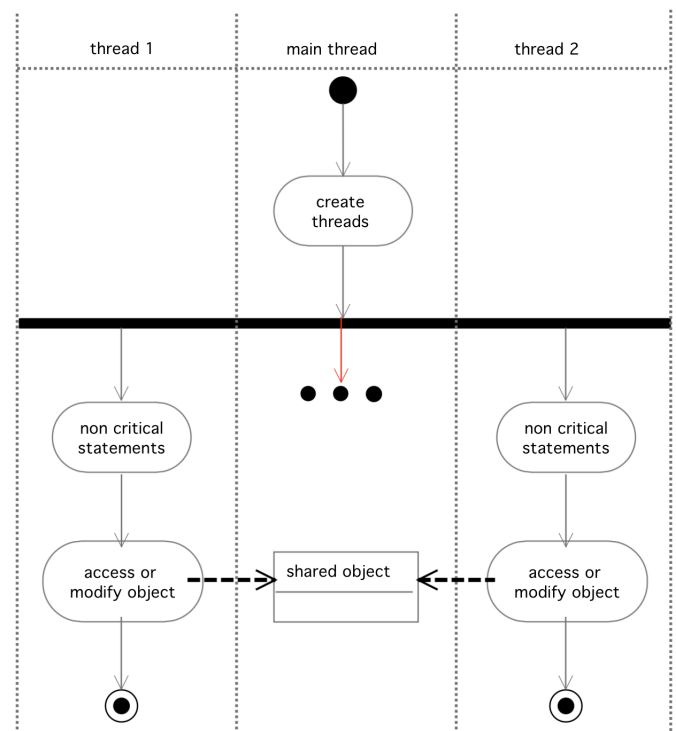 thread 1
main thread
thread 2
create
threads
non critical
statements
non critical
statements
access or
modify object
shared object
access or
modify object